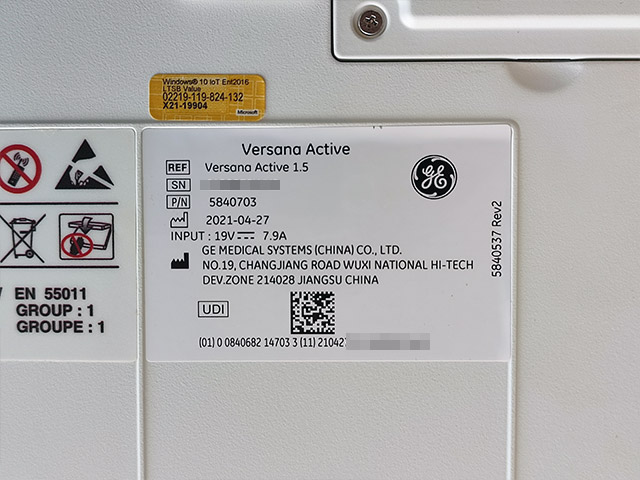 Windows® 10 IoT Ent2016
LTSB Value
02219-119-824-132
X21-19904
Microsoft
Versana Active
REF Versana Active 1.5
SN
P/N 5840703
2021-04-27
INPUT : 19V 7.9A
GE MEDICAL SYSTEMS (CHINA) CO., LTD.
NO.19, CHANGJIANG ROAD WUXI NATIONAL HI-TECH
DEV.ZONE 214028 JIANGSU CHINA
UDI
(01) 0 0840682 14703 3 (11) 210427
GE
5840537 Rev2
EN 55011
GROUP : 1
GROUPE : 1